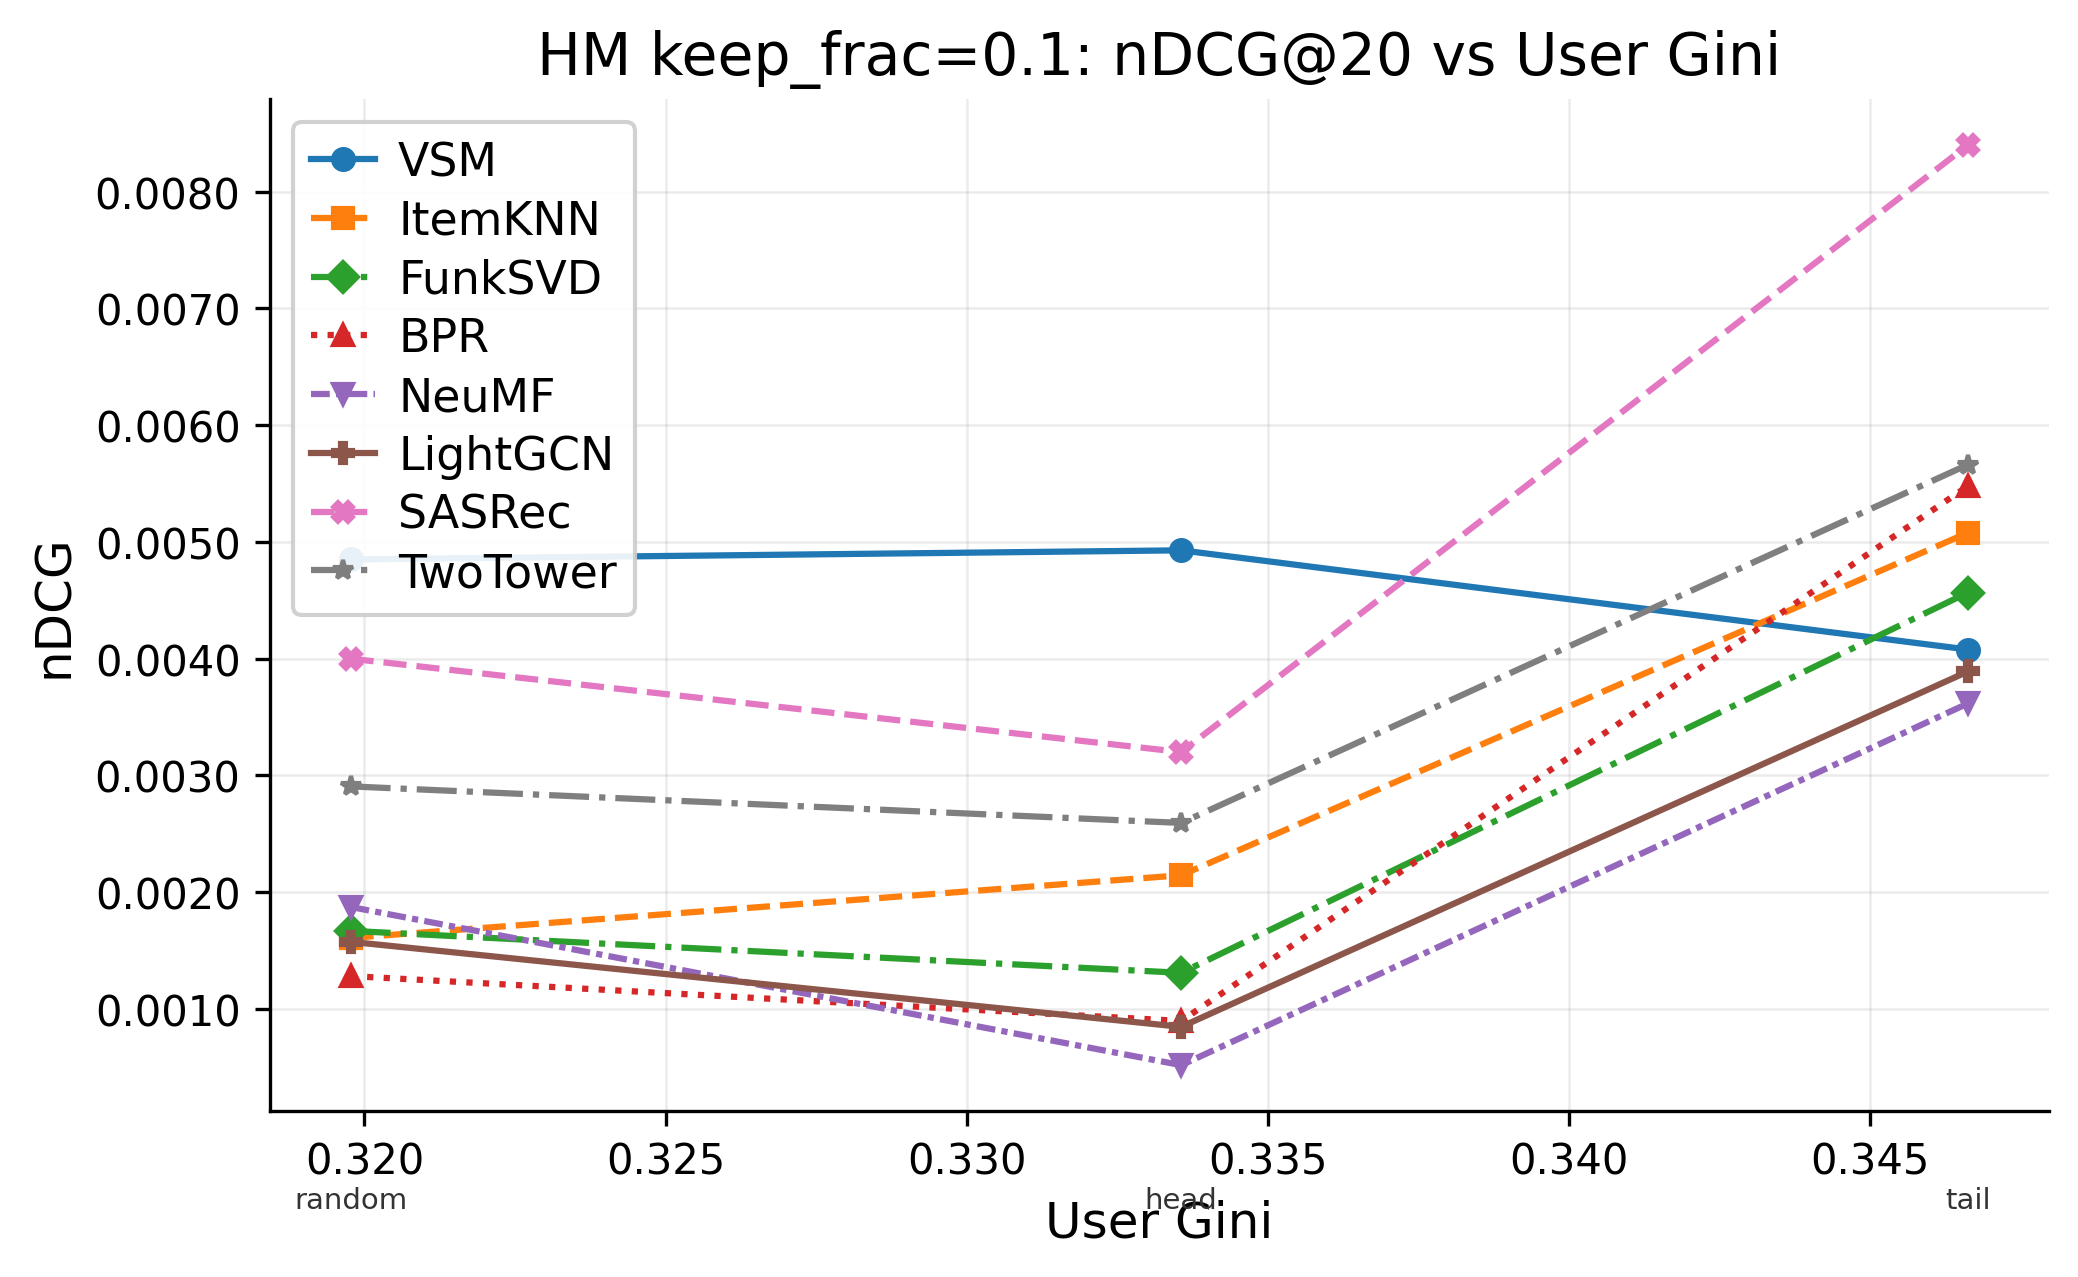 HM keep_frac=0.1: nDCG@20 vs User Gini
VSM
ItemKNN
FunkSVD
BPR
NeuMF
LightGCN
SASRec
TwoTower
nDCG
0.0080
0.0070
0.0060
0.0050
0.0040
0.0030
0.0020
0.0010
0.320 0.325 0.330 0.335 0.340 0.345
random head tail
User Gini